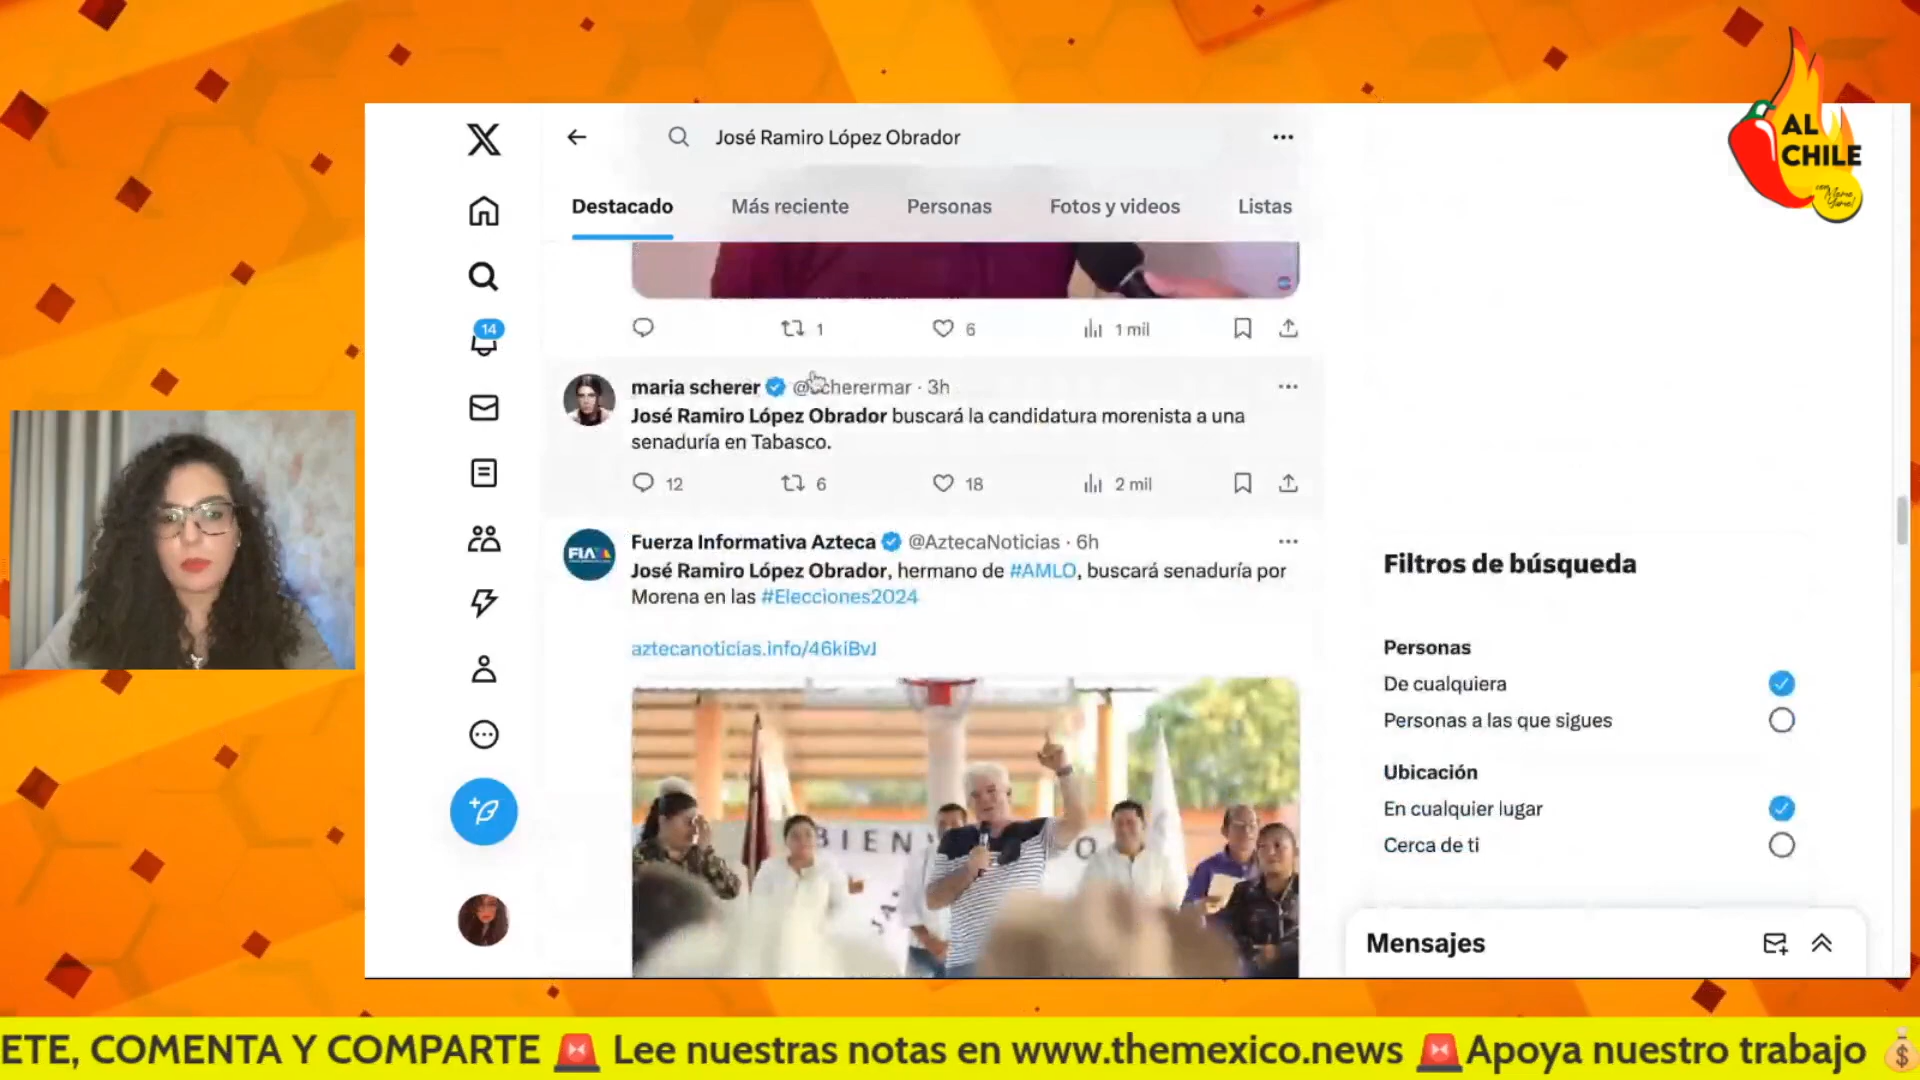 José Ramiro López Obrador
AL
CHILE
con
Destacado
Más reciente
Personas
Fotos y videos
Listas
1
6
1 mil
14
maria scherer @scherermar · 3h
José Ramiro López Obrador buscará la candidatura morenista a una
senaduría en Tabasco.
12
6
18
2 mil
FIA
Fuerza Informativa Azteca @AztecaNoticias · 6h
José Ramiro López Obrador, hermano de #AMLO, buscará senaduría por
Morena en las #Elecciones2024
aztecanoticias.info/46kiBvJ
BIEN
O
Filtros de búsqueda
Personas
De cualquiera
Personas a las que sigues
Ubicación
En cualquier lugar
Cerca de ti
Mensajes
ETE, COMENTA Y COMPARTE Lee nuestras notas en www.themexico.news Apoya nuestro trabajo